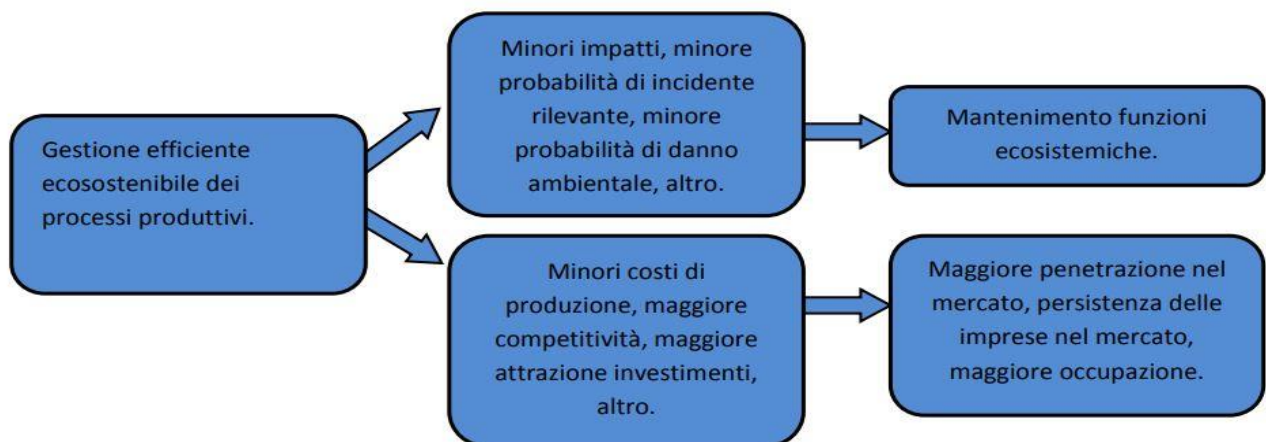 Gestione efficiente
ecosostenibile dei
processi produttivi.
Minori impatti, minore
probabilità di incidente
rilevante, minore
probabilità di danno
ambientale, altro.
Mantenimento funzioni
ecosistemiche.
Minori costi di
produzione, maggiore
competitività, maggiore
attrazione investimenti,
altro.
Maggiore penetrazione nel
mercato, persistenza delle
imprese nel mercato,
maggiore occupazione.